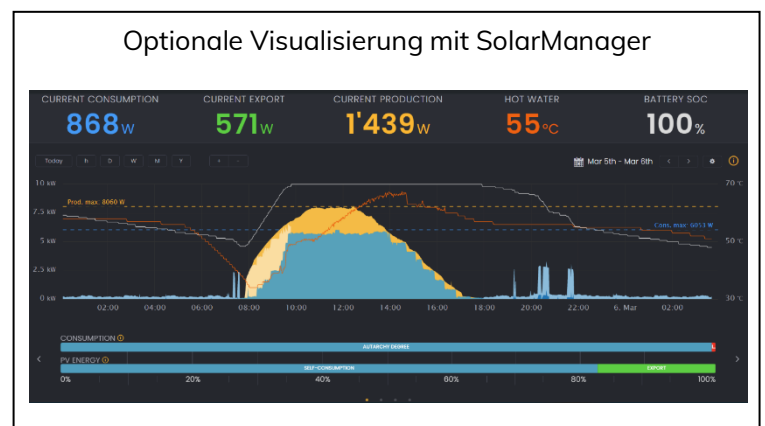 Optionale Visualisierung mit SolarManager
CURRENT CONSUMPTION CURRENT EXPORT CURRENT PRODUCTION HOT WATER BATTERY SOC
868W 571W 1'439W 55°C 100%
Today h D W M Y Mar 5th - Mar 6th
10 kW 70 °C
Prod. max: 8060 W
7.5 kW
Cons. max: 6053 W
5 kW 50 °C
2.5 kW
0 kW 30 °C
02:00 04:00 06:00 08:00 10:00 12:00 14:00 16:00 18:00 20:00 22:00 6. Mar 02:00
CONSUMPTION
AUTARCHY DEGREE
PV ENERGY
SELF-CONSUMPTION EXPORT
0% 20% 40% 60% 80% 100%